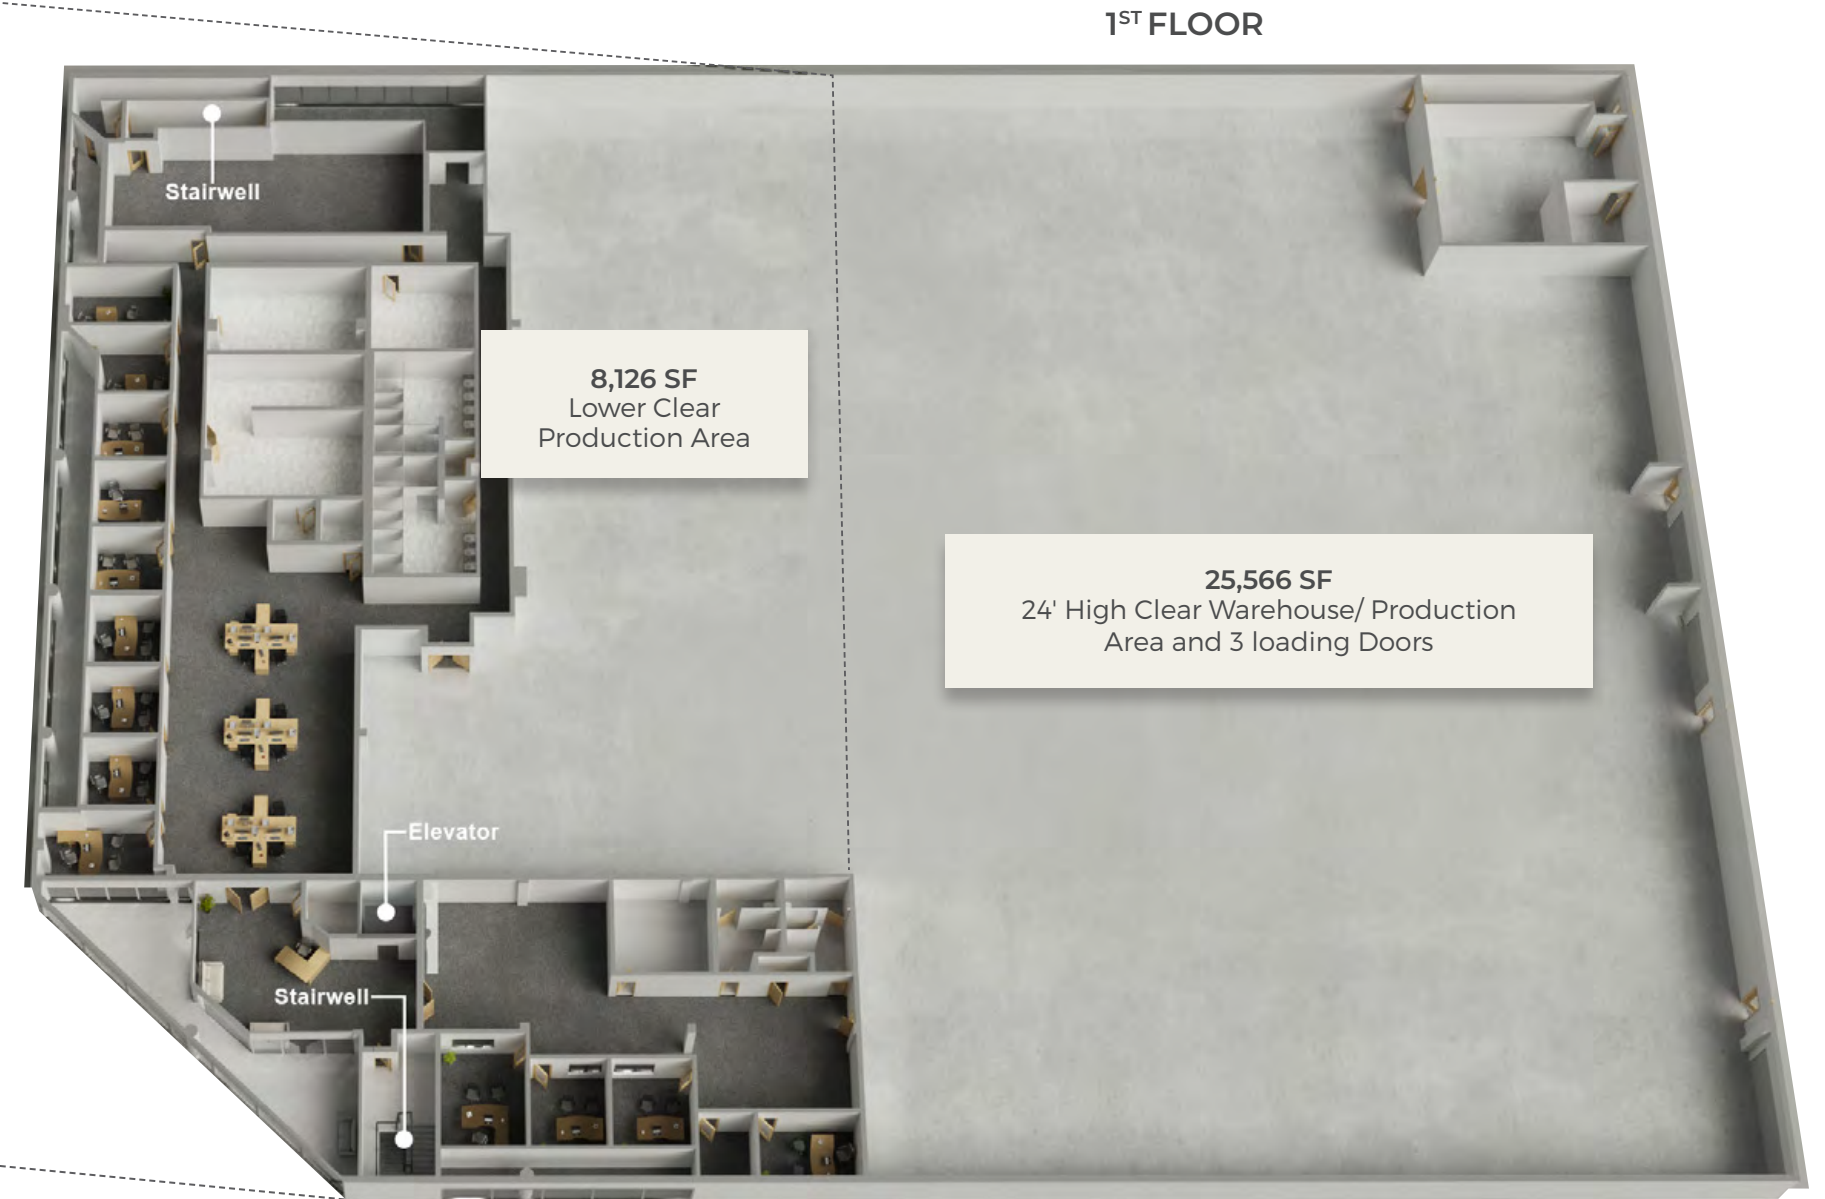 1ST FLOOR
Stairwell
8,126 SF
Lower Clear
Production Area
25,566 SF
24' High Clear Warehouse/ Production
Area and 3 loading Doors
Elevator
Stairwell